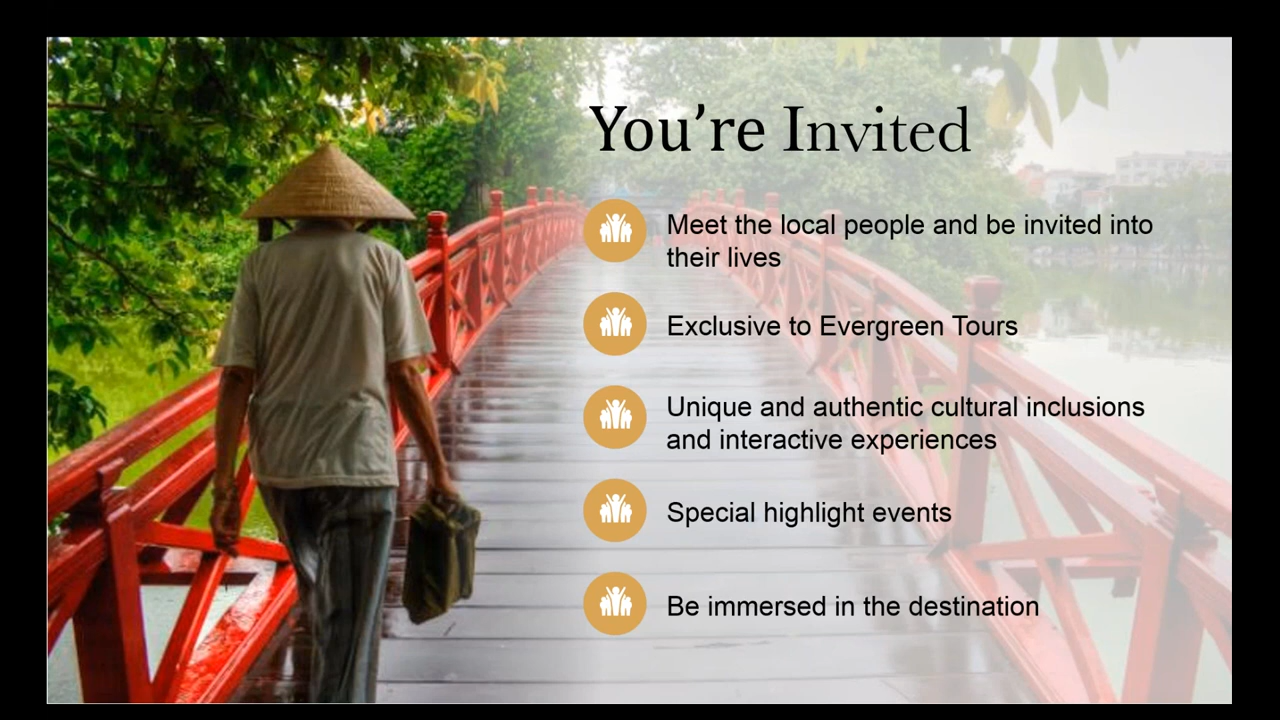 You're Invited
Meet the local people and be invited into
their lives
Exclusive to Evergreen Tours
Unique and authentic cultural inclusions
and interactive experiences
Special highlight events
Be immersed in the destination